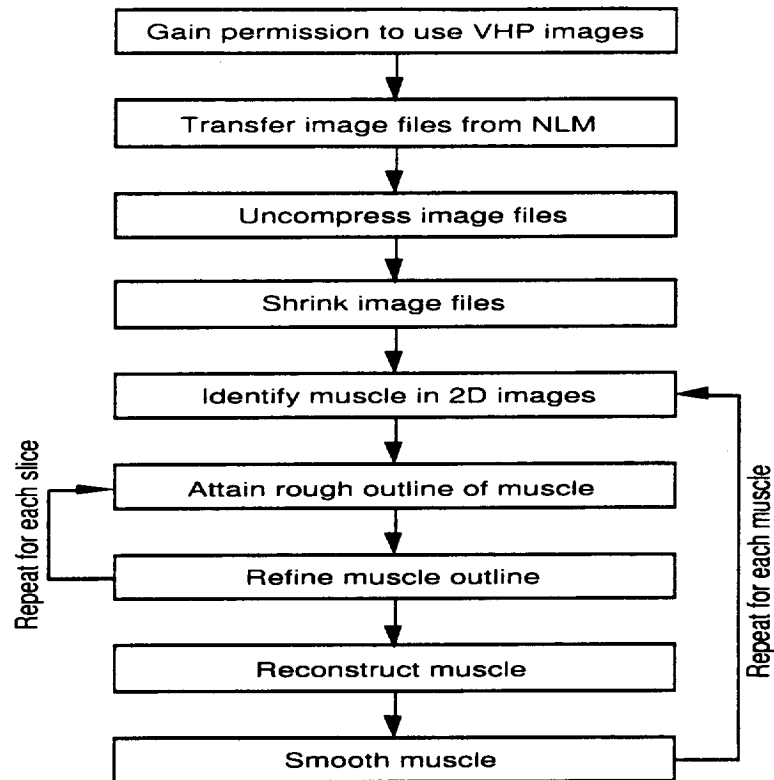 Gain permission to use VHP images
Transfer image files from NLM
Uncompress image files
Shrink image files
Identify muscle in 2D images
Attain rough outline of muscle
Refine muscle outline
Reconstruct muscle
Smooth muscle
Repeat for each slice
Repeat for each muscle